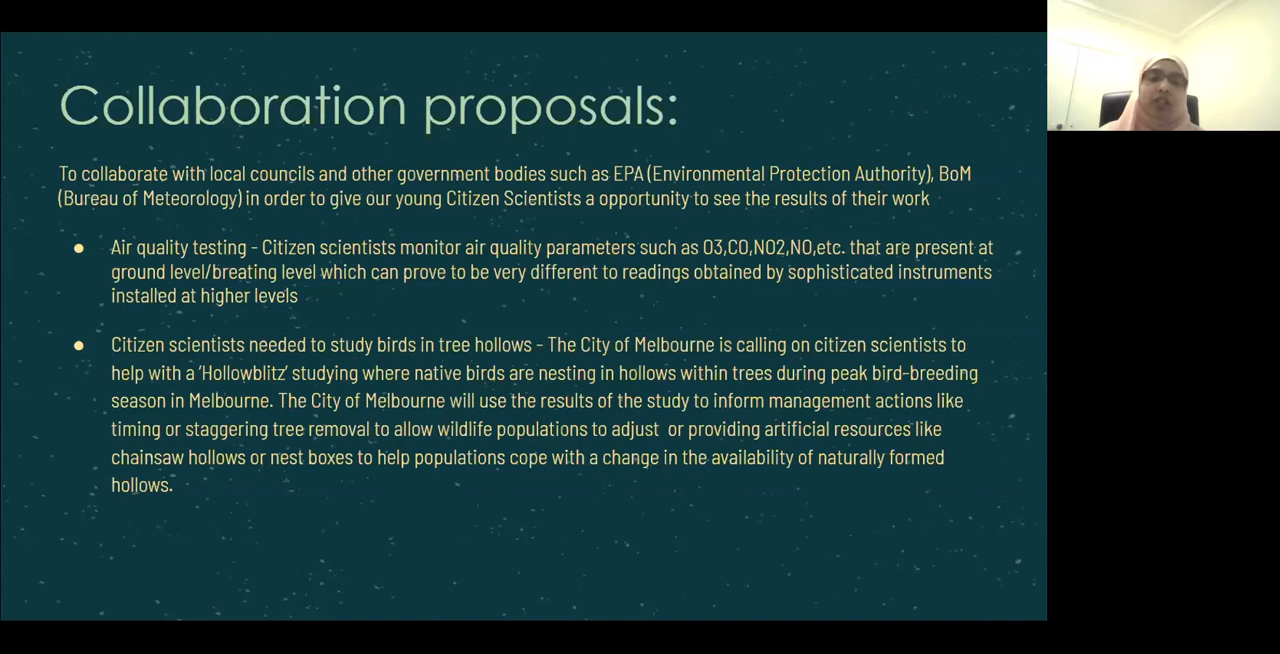 Collaboration proposals:
To collaborate with local councils and other government bodies such as EPA (Environmental Protection Authority), BoM
(Bureau of Meteorology) in order to give our young Citizen Scientists a opportunity to see the results of their work
● Air quality testing - Citizen scientists monitor air quality parameters such as O3,CO,NO2,NO,etc. that are present at
ground level/breating level which can prove to be very different to readings obtained by sophisticated instruments
installed at higher levels
● Citizen scientists needed to study birds in tree hollows - The City of Melbourne is calling on citizen scientists to
help with a ‘Hollowblitz’ studying where native birds are nesting in hollows within trees during peak bird-breeding
season in Melbourne. The City of Melbourne will use the results of the study to inform management actions like
timing or staggering tree removal to allow wildlife populations to adjust or providing artificial resources like
chainsaw hollows or nest boxes to help populations cope with a change in the availability of naturally formed
hollows.